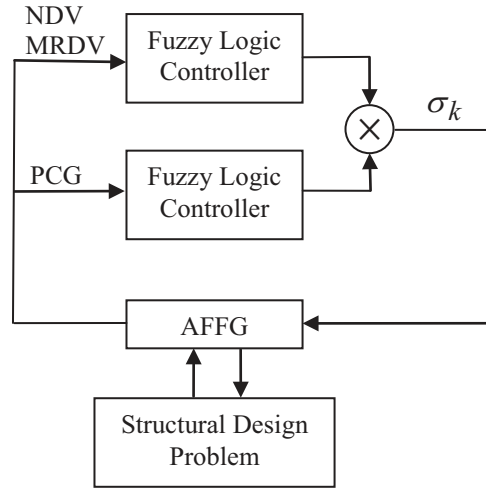 NDV
MRDV
Fuzzy Logic
Controller
×
σk
PCG
Fuzzy Logic
Controller
AFFG
Structural Design
Problem